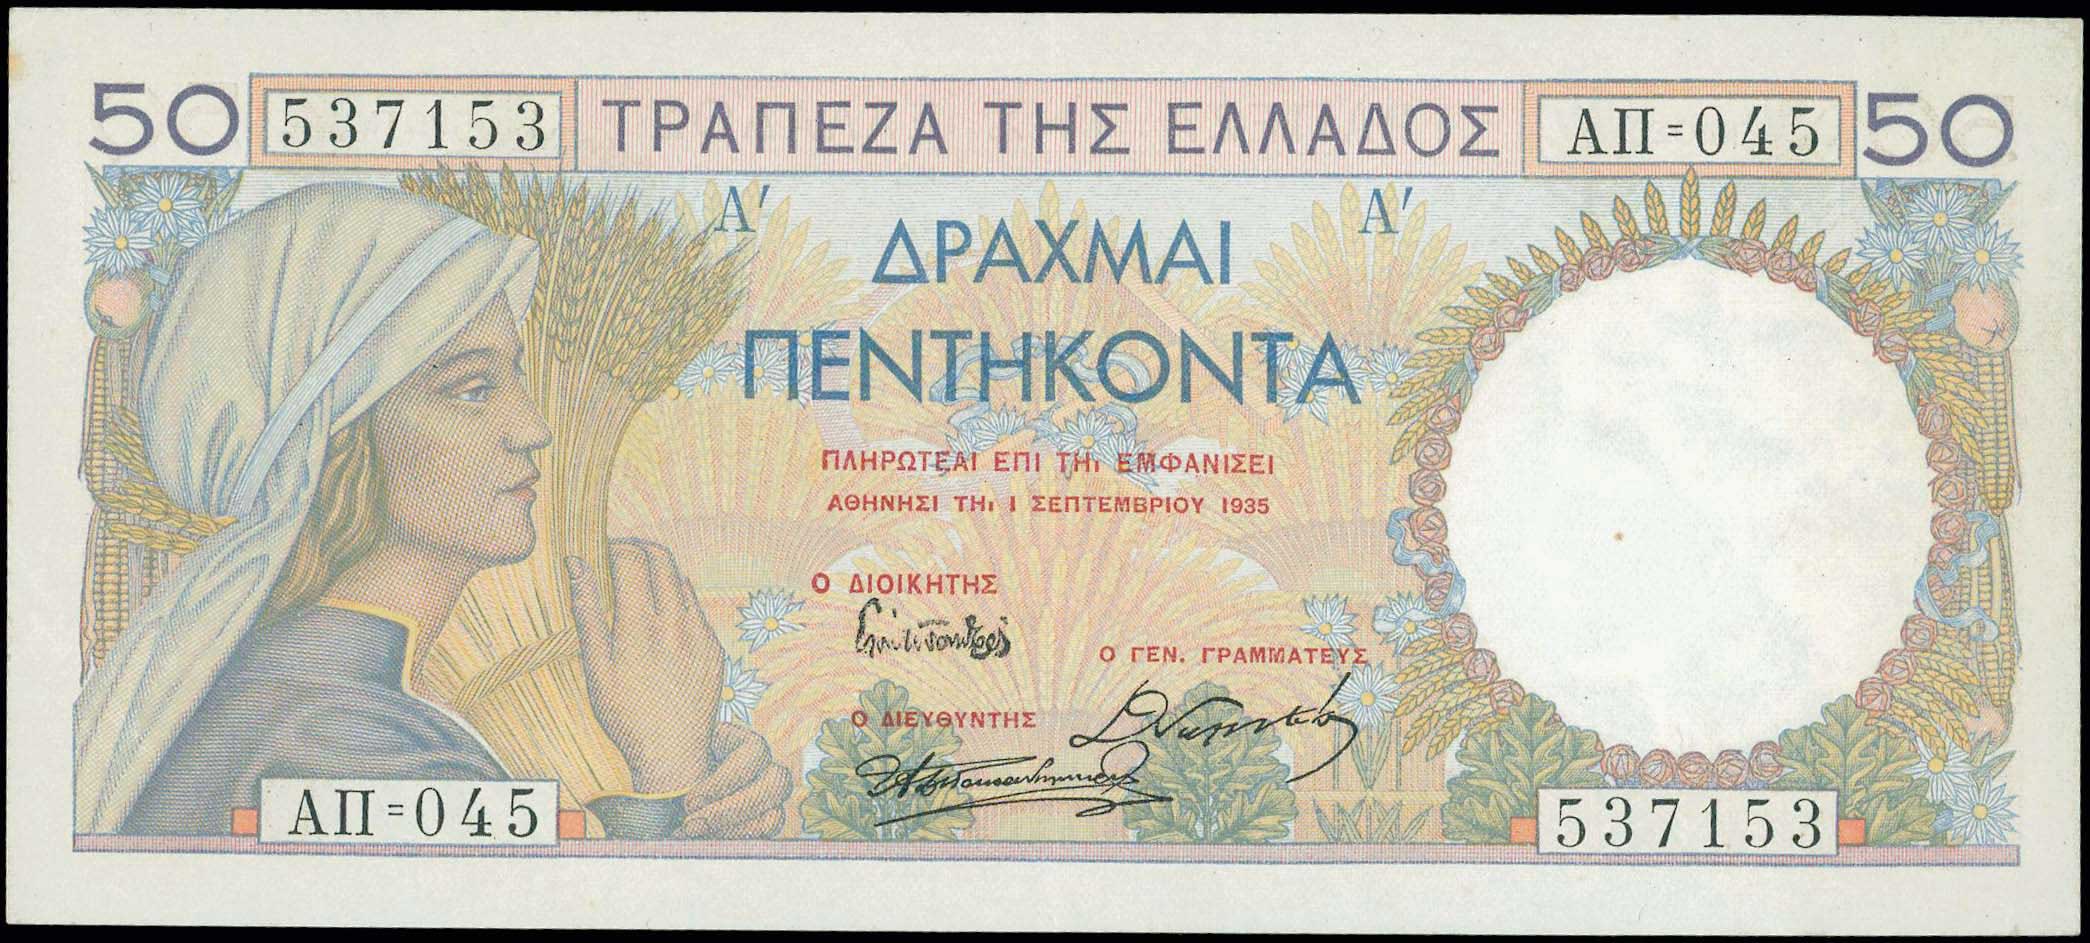 50 537153 ΤΡΑΠΕΖΑ ΤΗΣ ΕΛΛΑΔΟΣ ΑΠ=045 50
Α′ Α′
ΔΡΑΧΜΑΙ
ΠΕΝΤΗΚΟΝΤΑ
ΠΛΗΡΩΤΕΑΙ ΕΠΙ ΤΗι ΕΜΦΑΝΙΣΕΙ
ΑΘΗΝΗΣΙ ΤΗι 1 ΣΕΠΤΕΜΒΡΙΟΥ 1935
Ο ΔΙΟΙΚΗΤΗΣ
Ο ΓΕΝ. ΓΡΑΜΜΑΤΕΥΣ
Ο ΔΙΕΥΘΥΝΤΗΣ
ΑΠ=045
537153